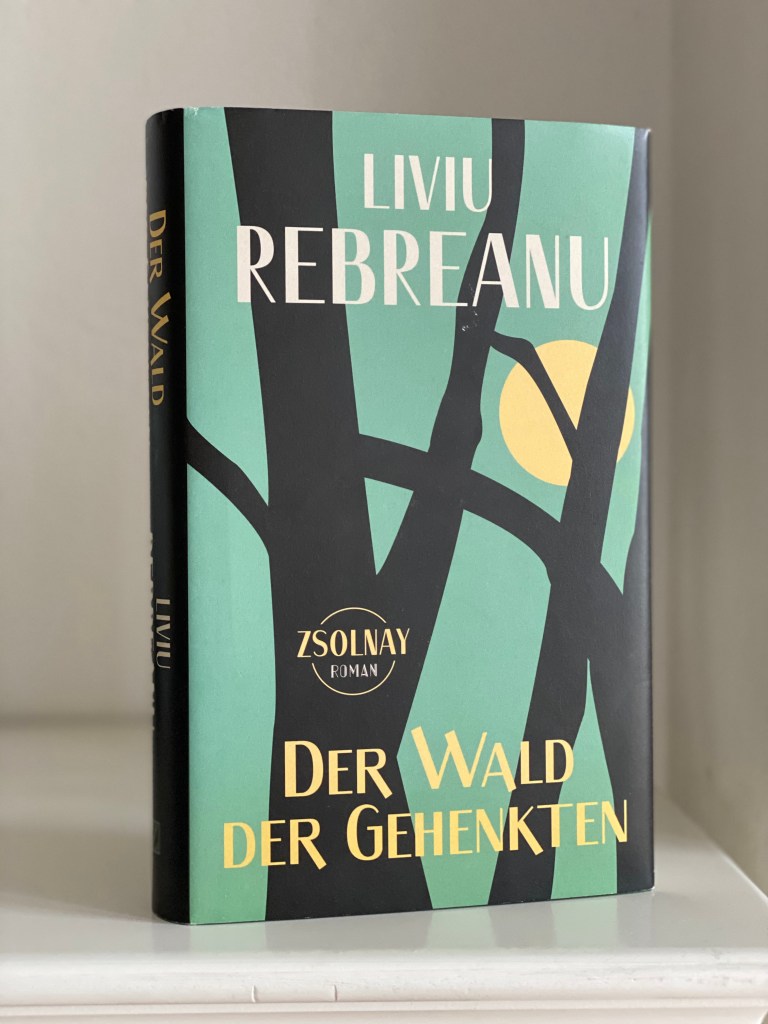 LIVIU
REBREANU
ZSOLNAY
ROMAN
DER WALD
DER GEHENKTEN
DER WALD
LIVIU